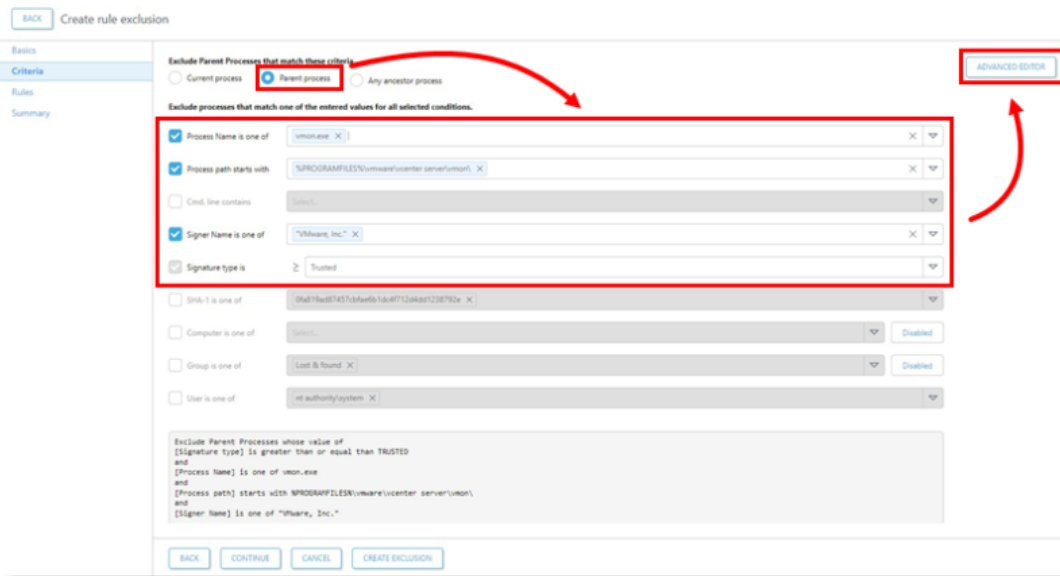 BACK Create rule exclusion
Basics
Criteria
Rules
Summary
Exclude Parent Processes that match these criteria
Current process Parent process Any ancestor process
ADVANCED EDITOR
Exclude processes that match one of the entered values for all selected conditions.
Process Name is one of vmon.exe
Process path starts with %PROGRAMFILES%\vmware\vcenter server\vmon\
Cmd. line contains Select...
Signer Name is one of "VMware, Inc."
Signature type is ≥ Trusted
SHA-1 is one of
Computer is one of Select... Disabled
Group is one of Lost & found Disabled
User is one of nt authority\system
Exclude Parent Processes whose value of
[Signature type] is greater than or equal than TRUSTED
and
[Process Name] is one of vmon.exe
and
[Process path] starts with %PROGRAMFILES%\vmware\vcenter server\vmon\
and
[Signer Name] is one of "VMware, Inc."
BACK CONTINUE CANCEL CREATE EXCLUSION